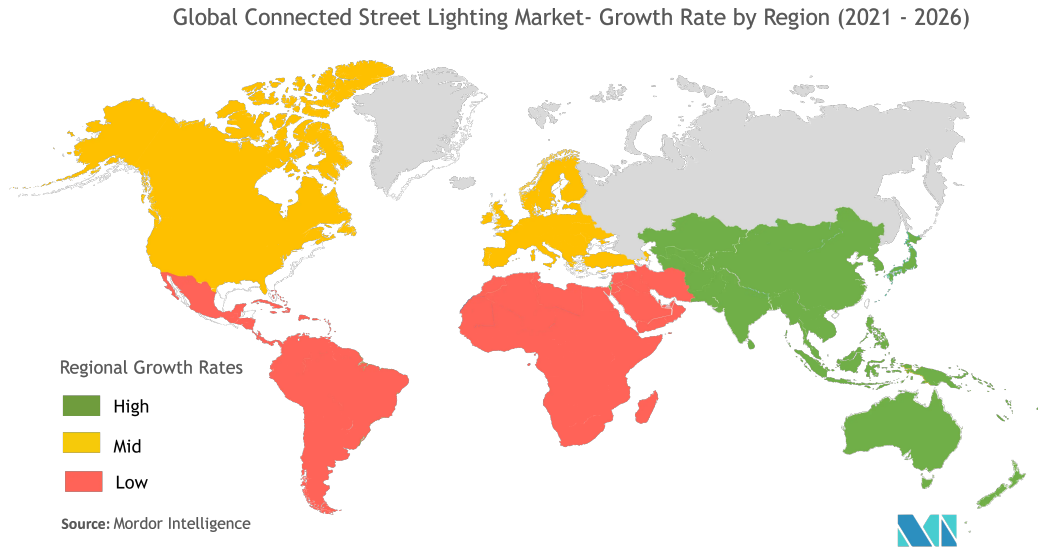 Global Connected Street Lighting Market- Growth Rate by Region (2021 - 2026)
Regional Growth Rates
High
Mid
Low
Source: Mordor Intelligence